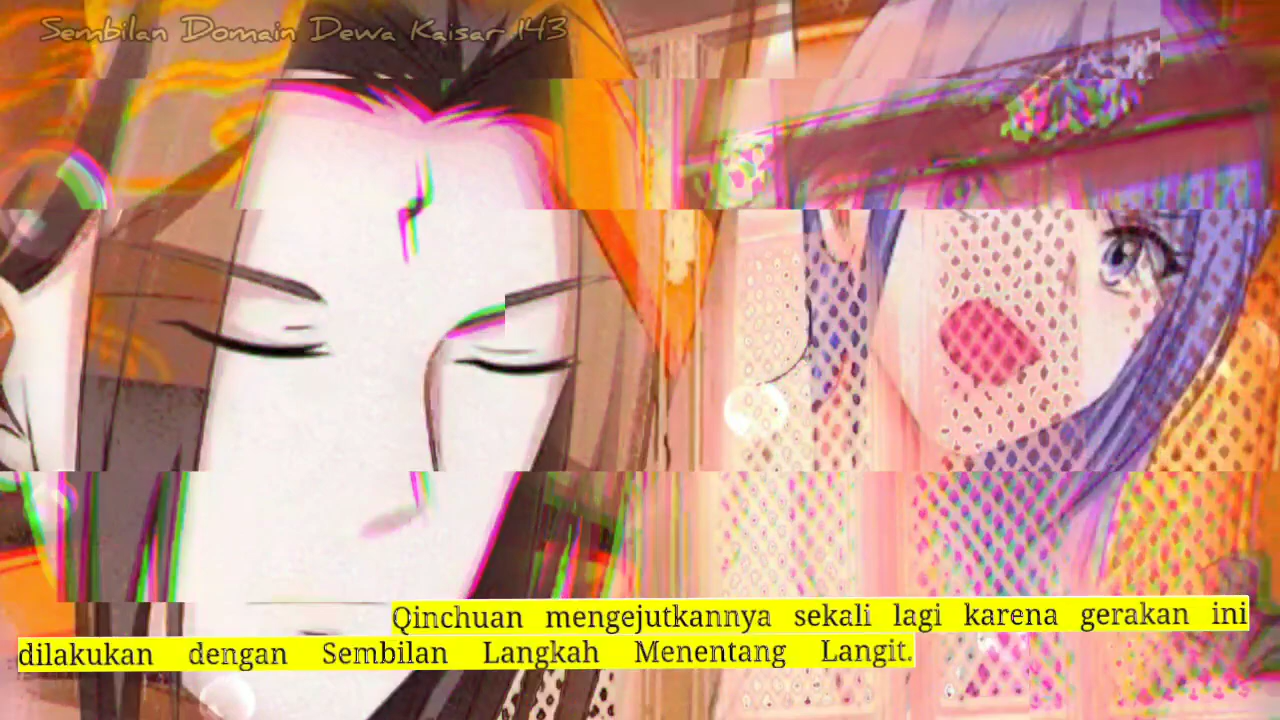 Sembilan Domain Dewa Kaisar 143
Qinchuan mengejutkannya sekali lagi karena gerakan ini
dilakukan dengan Sembilan Langkah Menentang Langit.